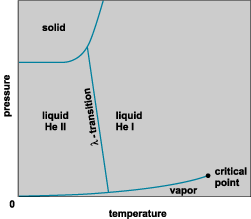 solid
pressure
liquid
He II
λ-transition
liquid
He I
critical
point
vapor
0
temperature